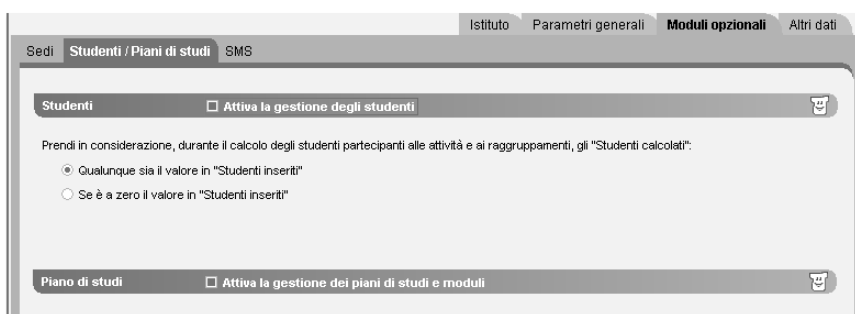 Istituto Parametri generali Moduli opzionali Altri dati
Sedi Studenti / Piani di studi SMS
Studenti Attiva la gestione degli studenti
Prendi in considerazione, durante il calcolo degli studenti partecipanti alle attività e ai raggruppamenti, gli "Studenti calcolati":
Qualunque sia il valore in "Studenti inseriti"
Se è a zero il valore in "Studenti inseriti"
Piano di studi Attiva la gestione dei piani di studi e moduli